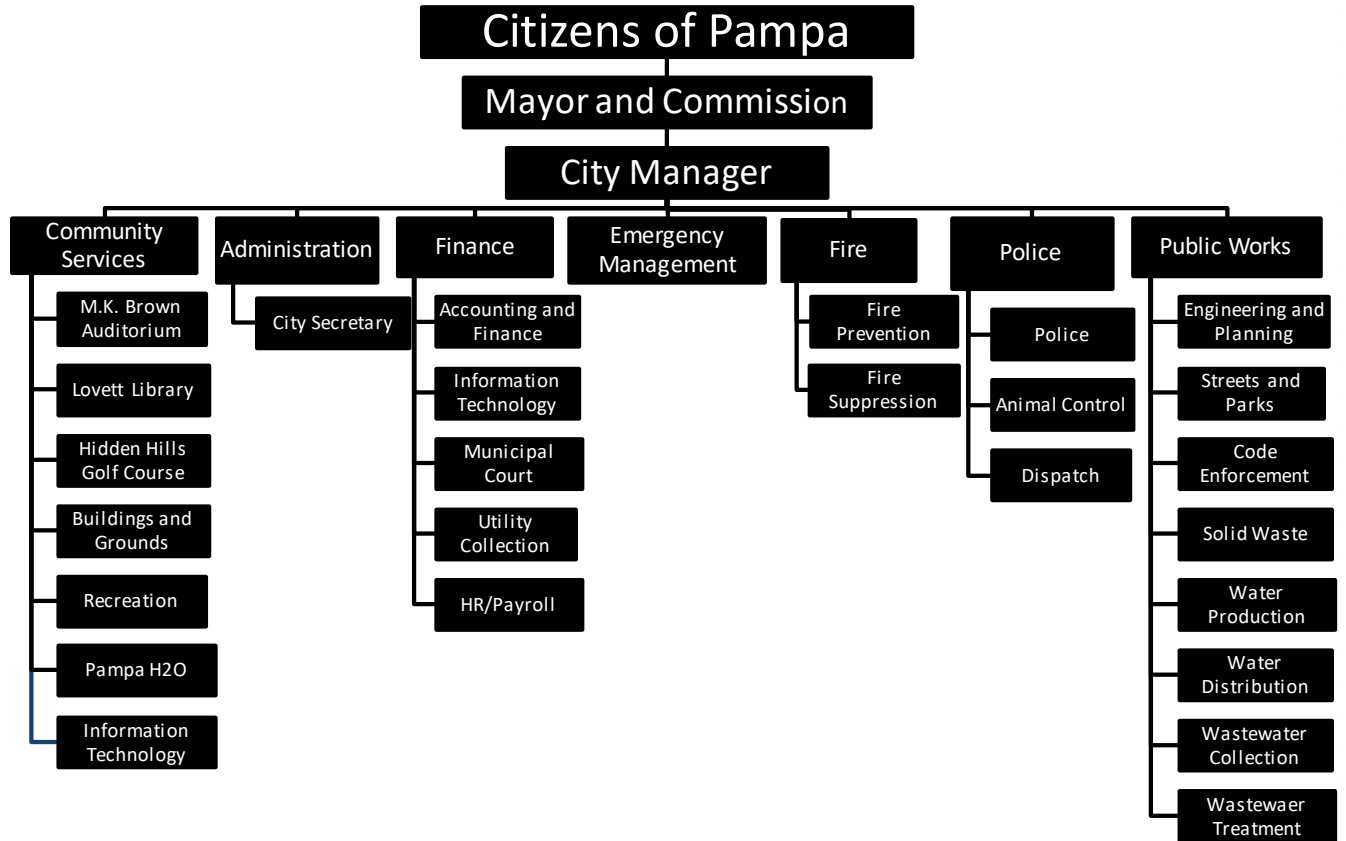 Citizens of Pampa
Mayor and Commission
City Manager
Community
Services
Administration
Finance
Emergency
Management
Fire
Police
Public Works
M.K. Brown
Auditorium
Lovett Library
Hidden Hills
Golf Course
Buildings and
Grounds
Recreation
Pampa H2O
Information
Technology
City Secretary
Accounting and
Finance
Information
Technology
Municipal
Court
Utility
Collection
HR/Payroll
Fire
Prevention
Fire
Suppression
Police
Animal Control
Dispatch
Engineering and
Planning
Streets and
Parks
Code
Enforcement
Solid Waste
Water
Production
Water
Distribution
Wastewater
Collection
Wastewaer
Treatment